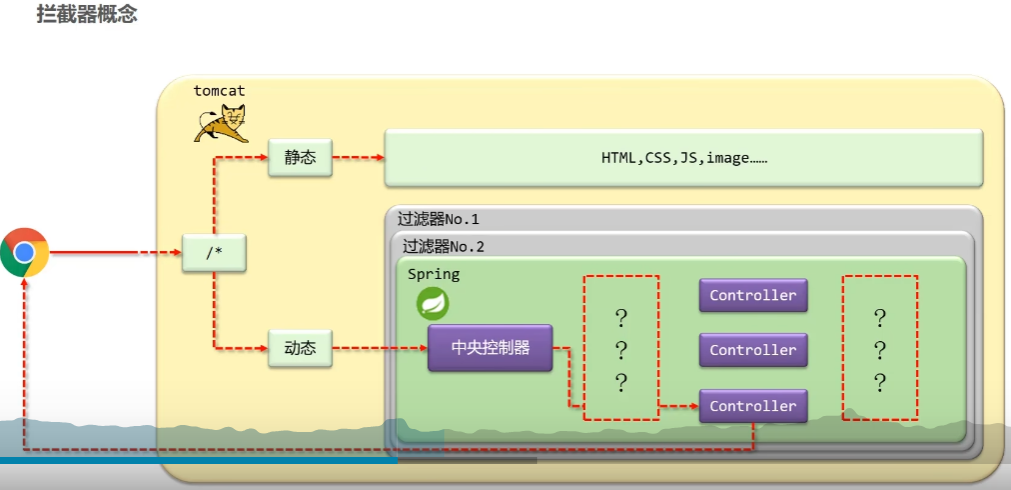 拦截器概念
tomcat
静态
HTML,CSS,JS,image……
过滤器No.1
/*
过滤器No.2
Spring
Controller
?
?
动态
中央控制器
?
Controller
?
?
?
Controller